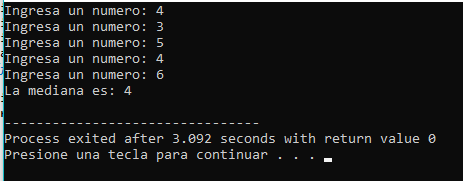 Ingresa un numero: 4
Ingresa un numero: 3
Ingresa un numero: 5
Ingresa un numero: 4
Ingresa un numero: 6
La mediana es: 4
--------------------------------
Process exited after 3.092 seconds with return value 0
Presione una tecla para continuar . . .